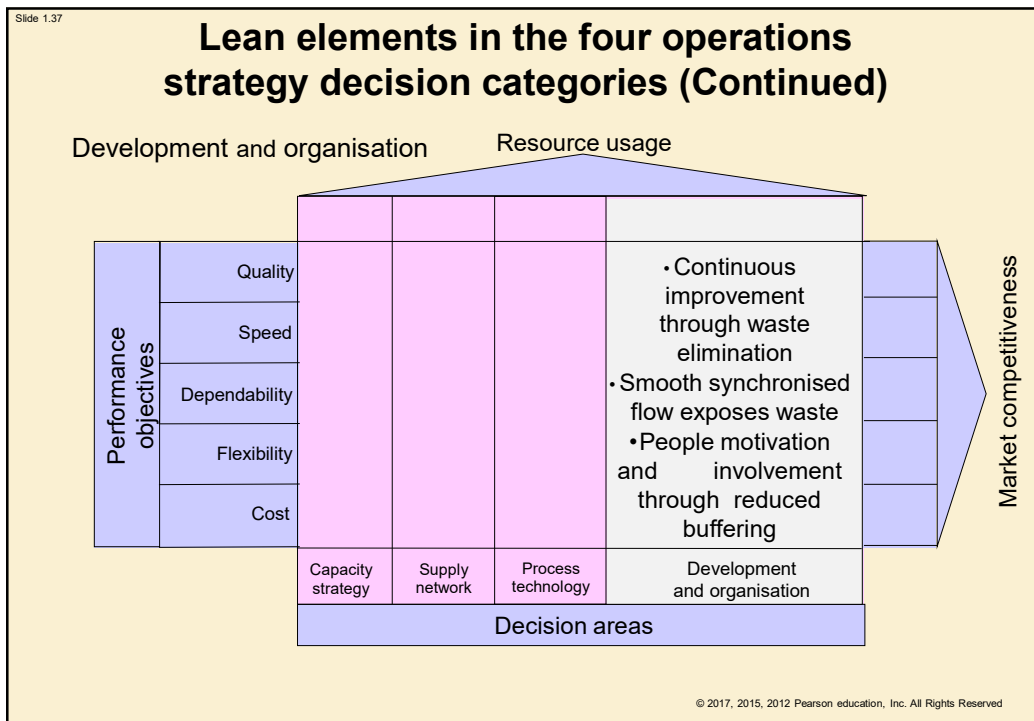 Slide 1.37
Lean elements in the four operations
strategy decision categories (Continued)
Development and organisation
Resource usage
Performance
objectives
Quality
Speed
Dependability
Flexibility
Cost
• Continuous
improvement
through waste
elimination
• Smooth synchronised
flow exposes waste
•People motivation
and involvement
through reduced
buffering
Market competitiveness
Capacity
strategy
Supply
network
Process
technology
Development
and organisation
Decision areas
© 2017, 2015, 2012 Pearson education, Inc. All Rights Reserved